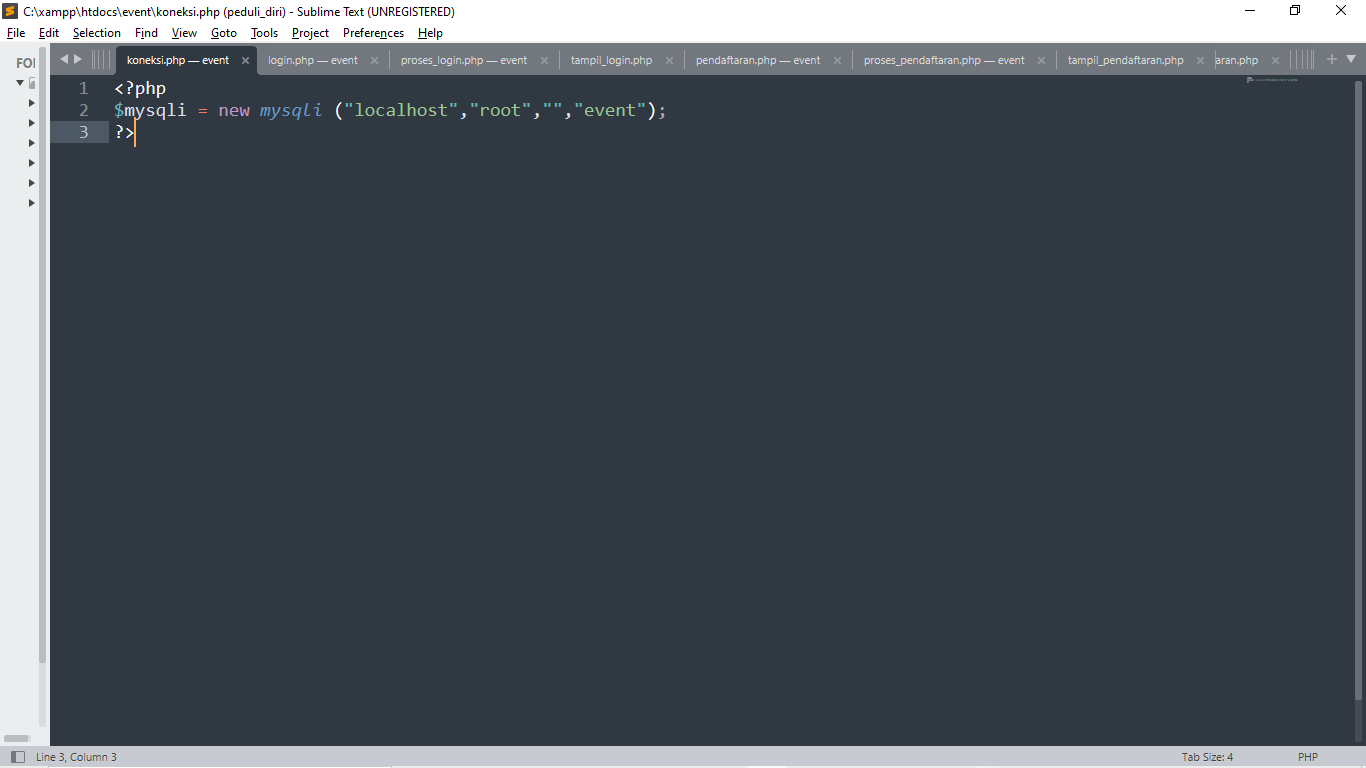 C:\xampp\htdocs\event\koneksi.php (peduli_diri) - Sublime Text (UNREGISTERED)
File Edit Selection Find View Goto Tools Project Preferences Help
FOI
koneksi.php — event × login.php — event × proses_login.php — event × tampil_login.php × pendaftaran.php — event × proses_pendaftaran.php — event × tampil_pendaftaran.php × aran.php × +
1 <?php
2 $mysqli = new mysqli ("localhost","root","","event");
3 ?>
Line 3, Column 3 Tab Size: 4 PHP